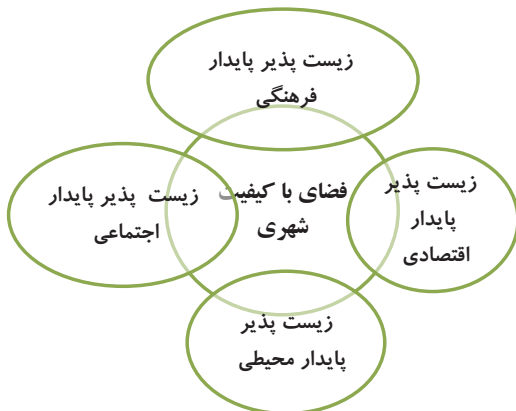 زیست پذیر پایدار
فرهنگی
فضای با کیفیت
شهری
زیست پذیر
پایدار
اقتصادی
زیست پذیر پایدار
اجتماعی
زیست پذیر
پایدار محیطی